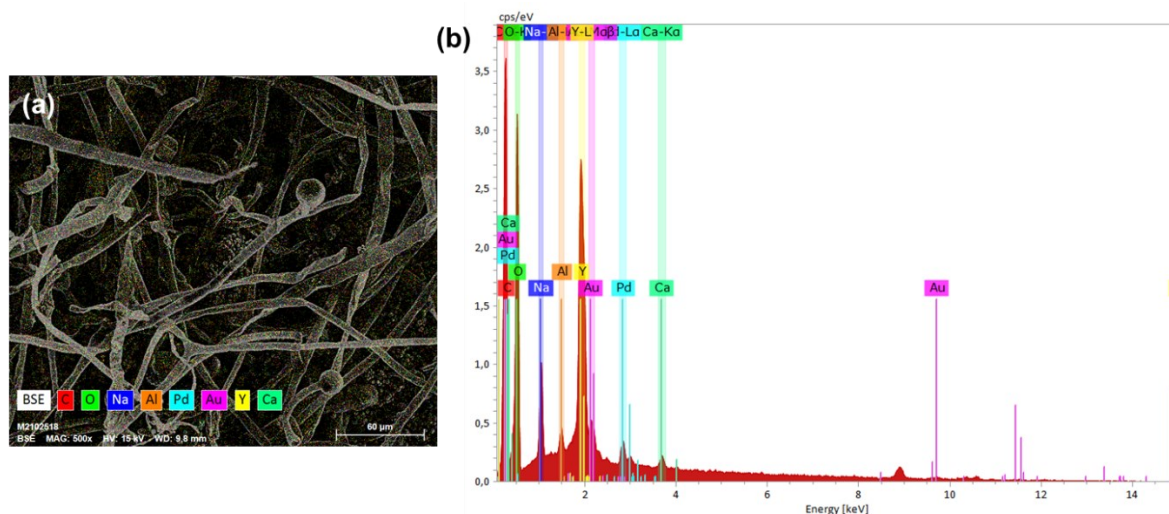 (a)
BSE C O Na Al Pd Au Y Ca
M2102518
BSE MAG: 500x HV: 15 kV - WD: 9,8 mm
60 µm
(b)
cps/eV
Na- Al- Y-L Ca-Kα
3,5
3,0
2,5
Ca
Au
2,0
Pd
O Al Y
C Na Au Pd Ca Au
1,5
1,0
0,5
0,0
2 4 6 8 10 12 14
Energy [keV]